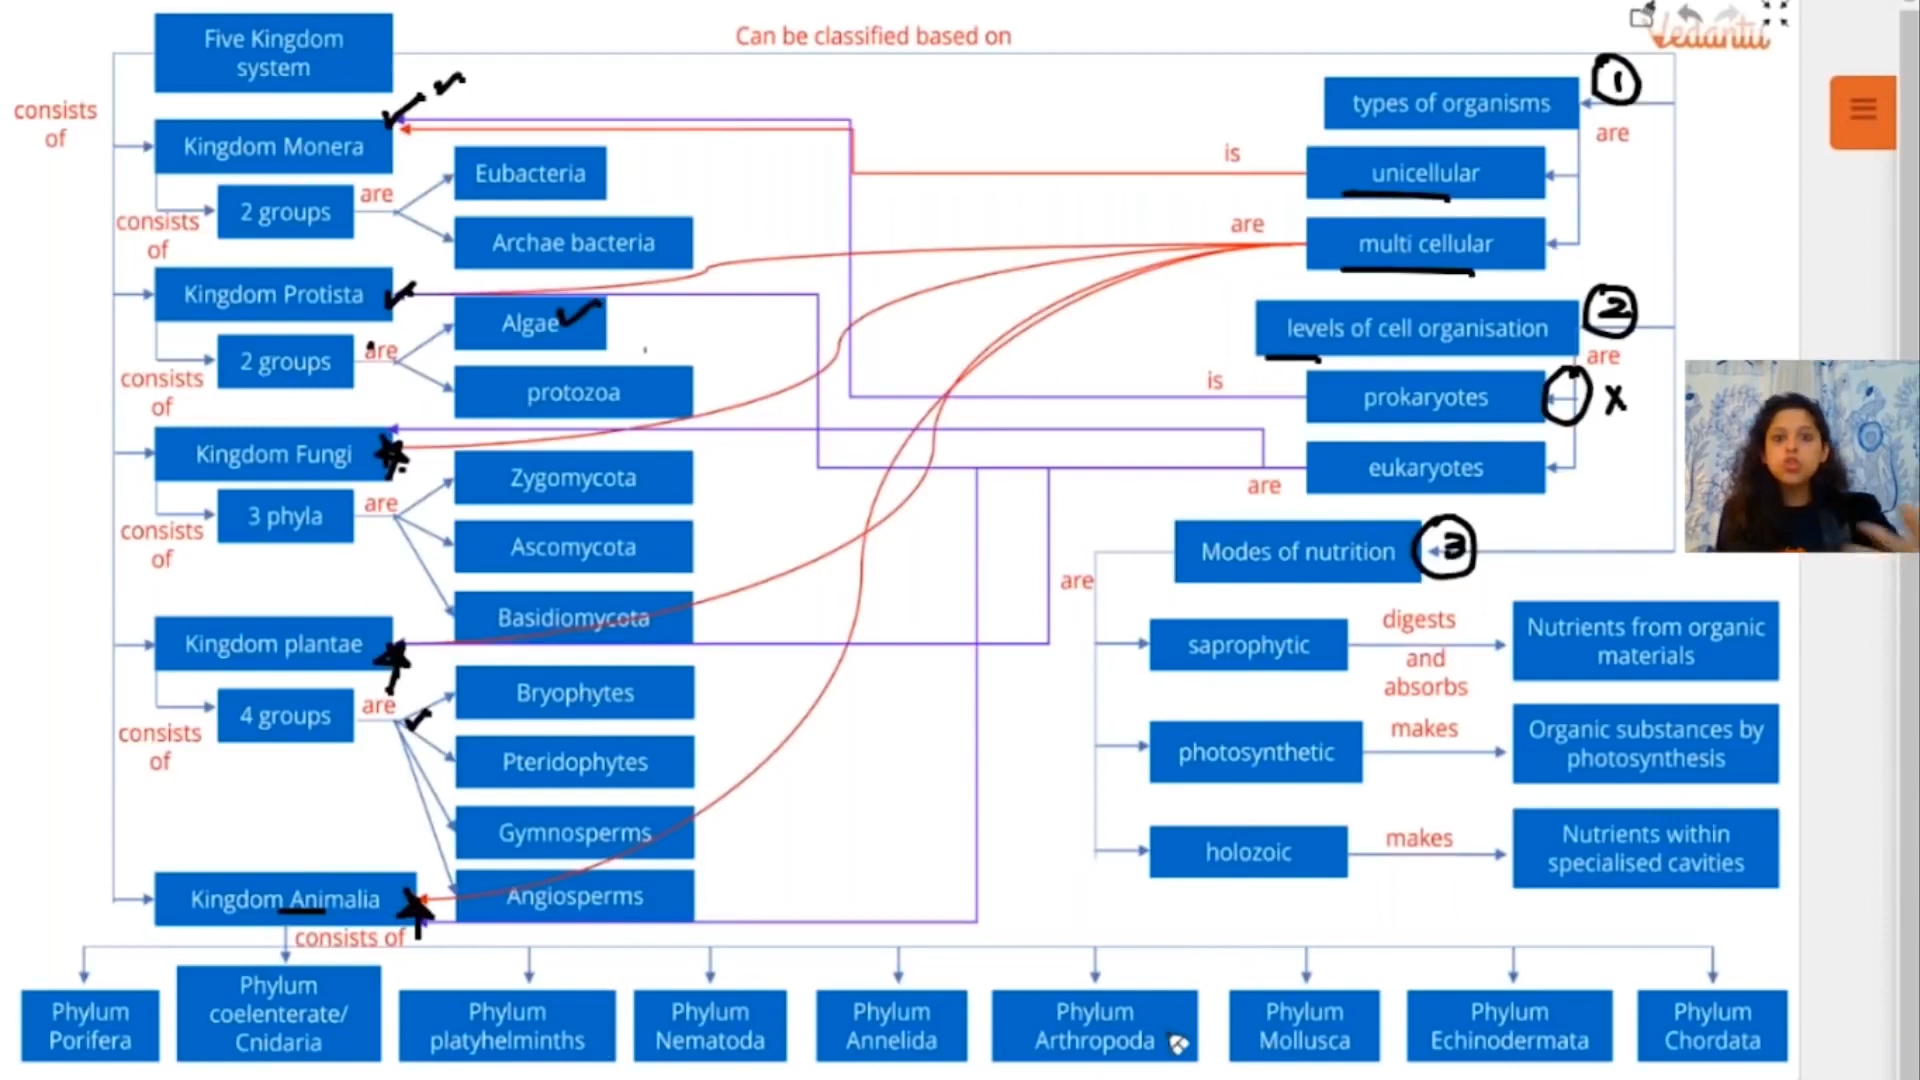 Five Kingdom
system
Can be classified based on
Vedantu
consists
of
Kingdom Monera
2 groups
are
consists
of
Eubacteria
Archae bacteria
Kingdom Protista
2 groups
are
consists
of
Algae
protozoa
Kingdom Fungi
3 phyla
are
consists
of
Zygomycota
Ascomycota
Basidiomycota
Kingdom plantae
4 groups
are
consists
of
Bryophytes
Pteridophytes
Gymnosperms
Angiosperms
Kingdom Animalia
consists of
types of organisms
1
are
is
unicellular
are
multi cellular
levels of cell organisation
2
are
is
prokaryotes
X
eukaryotes
are
Modes of nutrition
3
are
saprophytic
digests
and
absorbs
Nutrients from organic
materials
photosynthetic
makes
Organic substances by
photosynthesis
holozoic
makes
Nutrients within
specialised cavities
Phylum
Porifera
Phylum
coelenterate/
Cnidaria
Phylum
platyhelminths
Phylum
Nematoda
Phylum
Annelida
Phylum
Arthropoda
Phylum
Mollusca
Phylum
Echinodermata
Phylum
Chordata